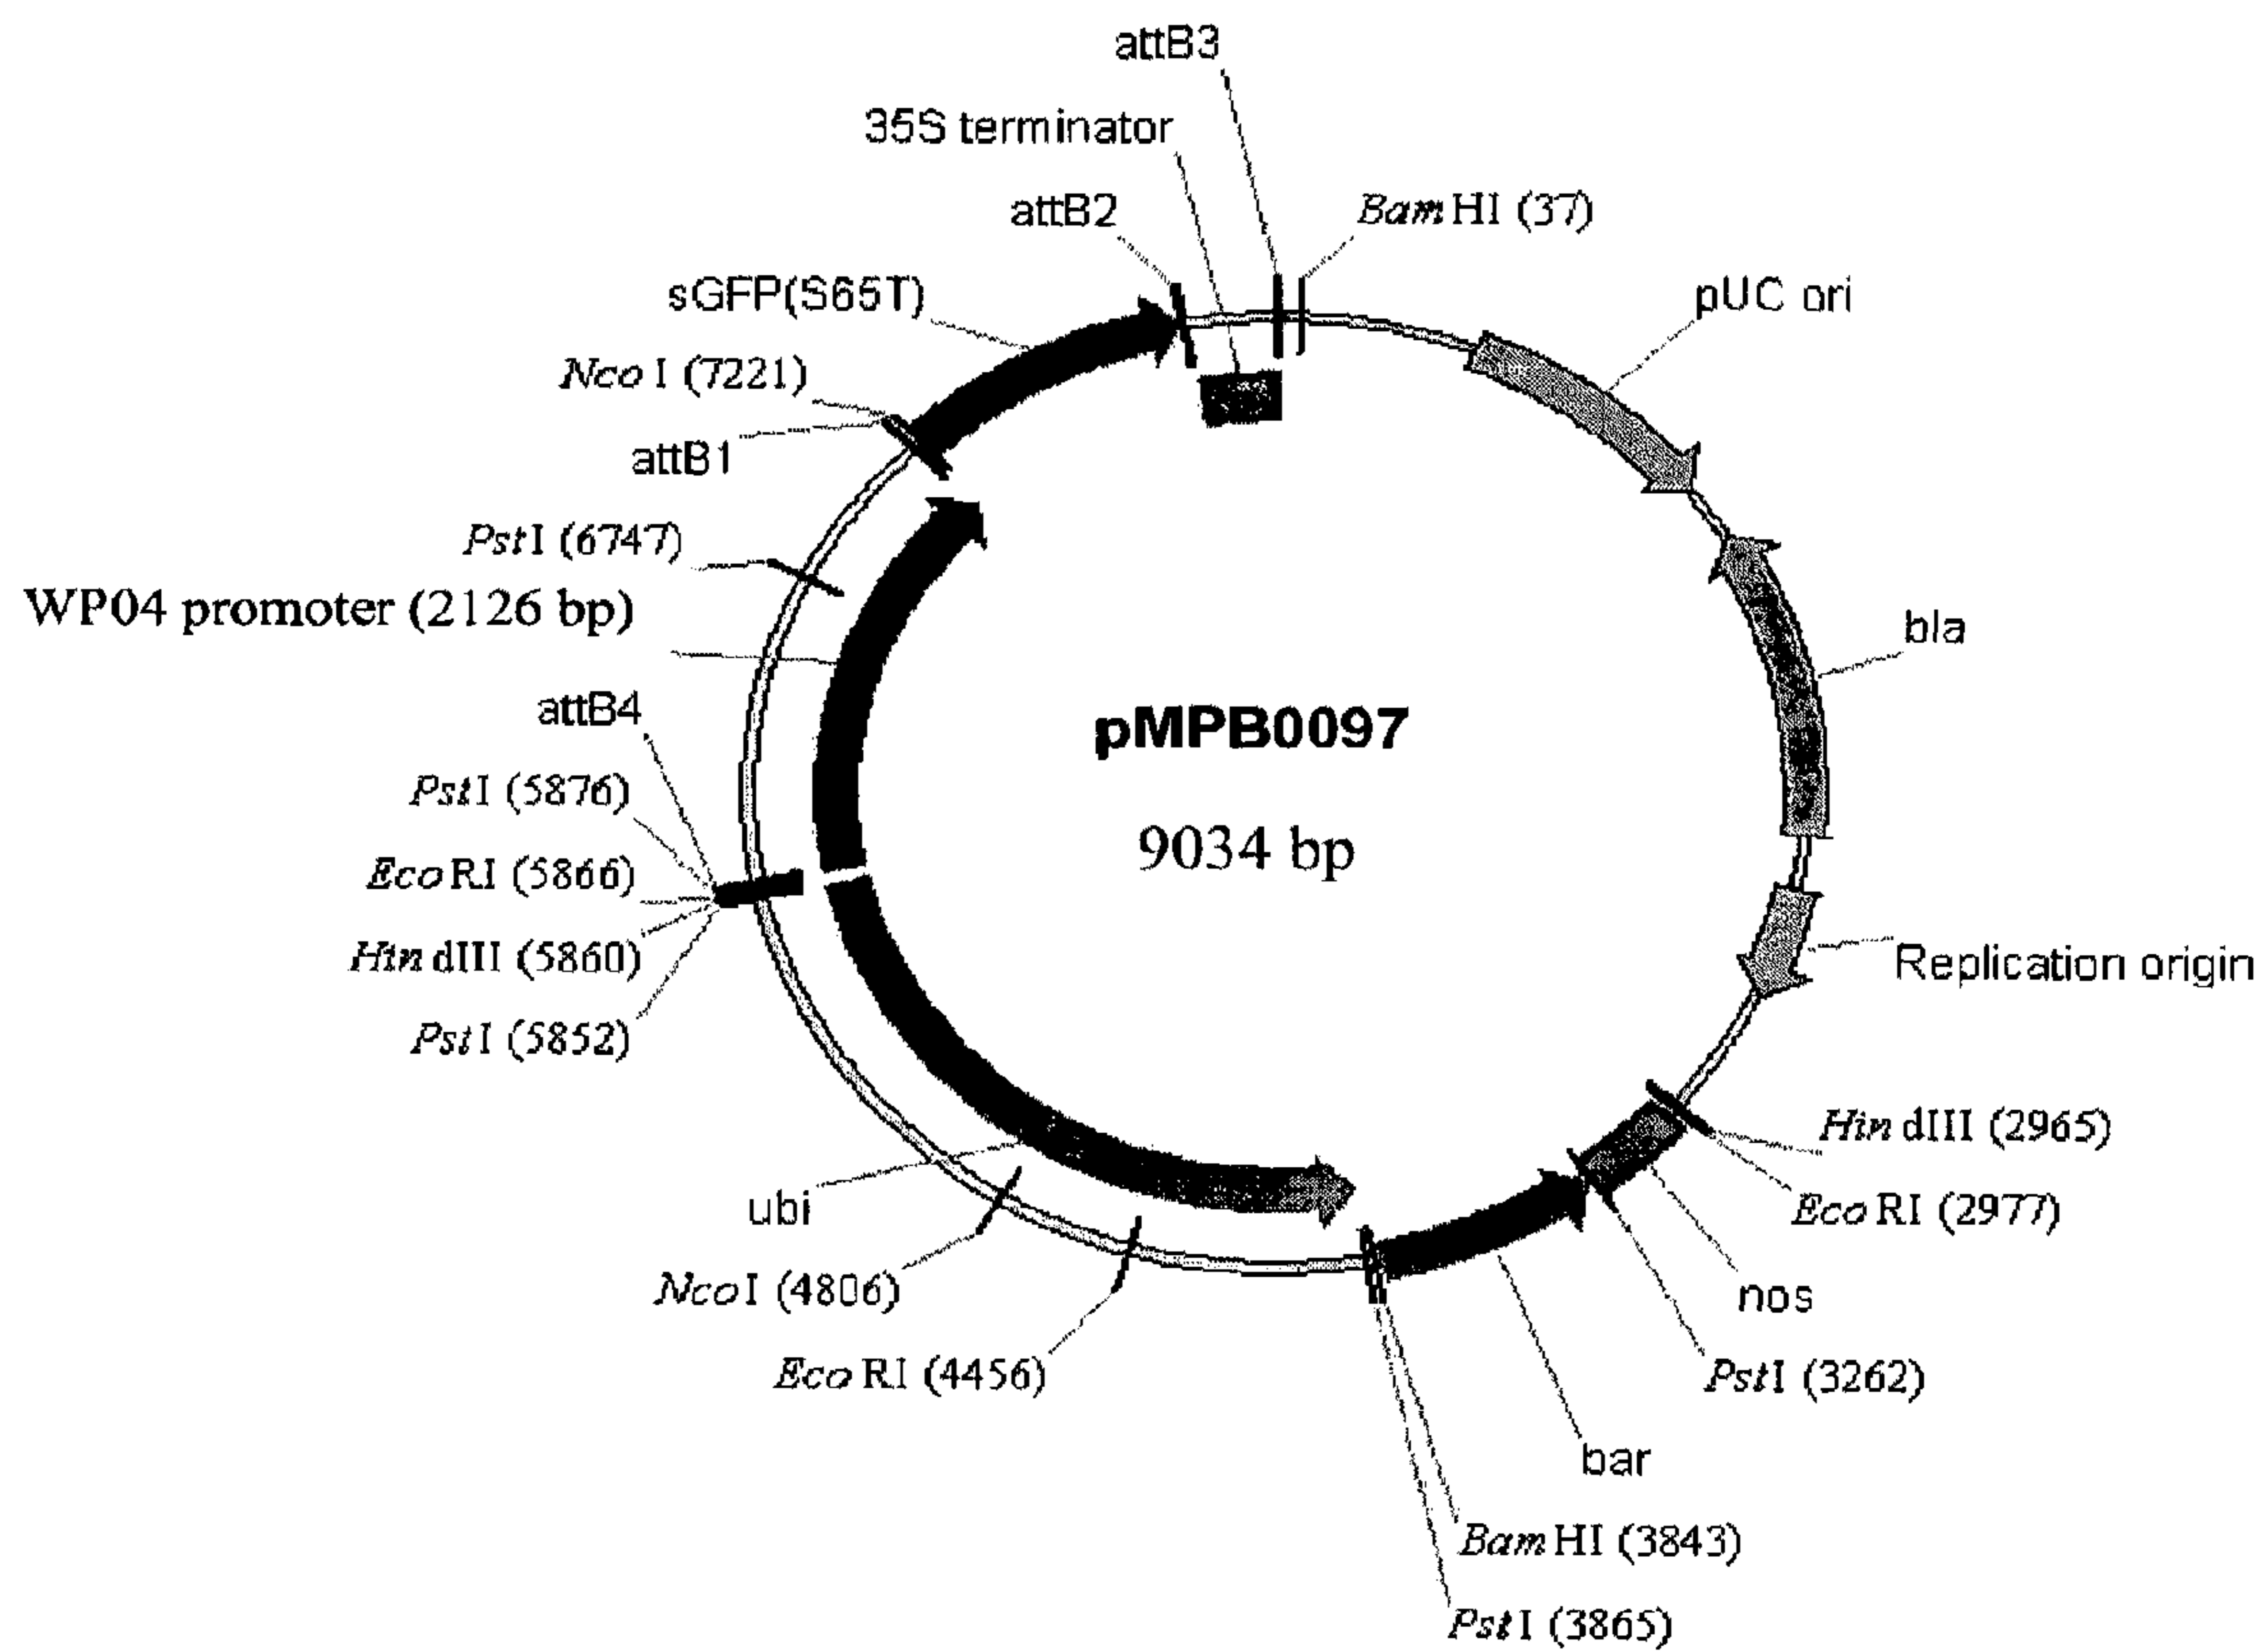 attB3
35S terminator
attB2
BamHI (37)
sGFP(S65T)
pUC ori
NcoI (7221)
attB1
PstI (6747)
WP04 promoter (2126 bp)
bla
attB4
pMPB0097
PstI (5876)
9034 bp
EcoRI (5866)
HindIII (5860)
Replication origin
PstI (5852)
HindIII (2965)
ubi
EcoRI (2977)
NcoI (4806)
nos
EcoRI (4456)
PstI (3262)
bar
BamHI (3843)
PstI (3865)